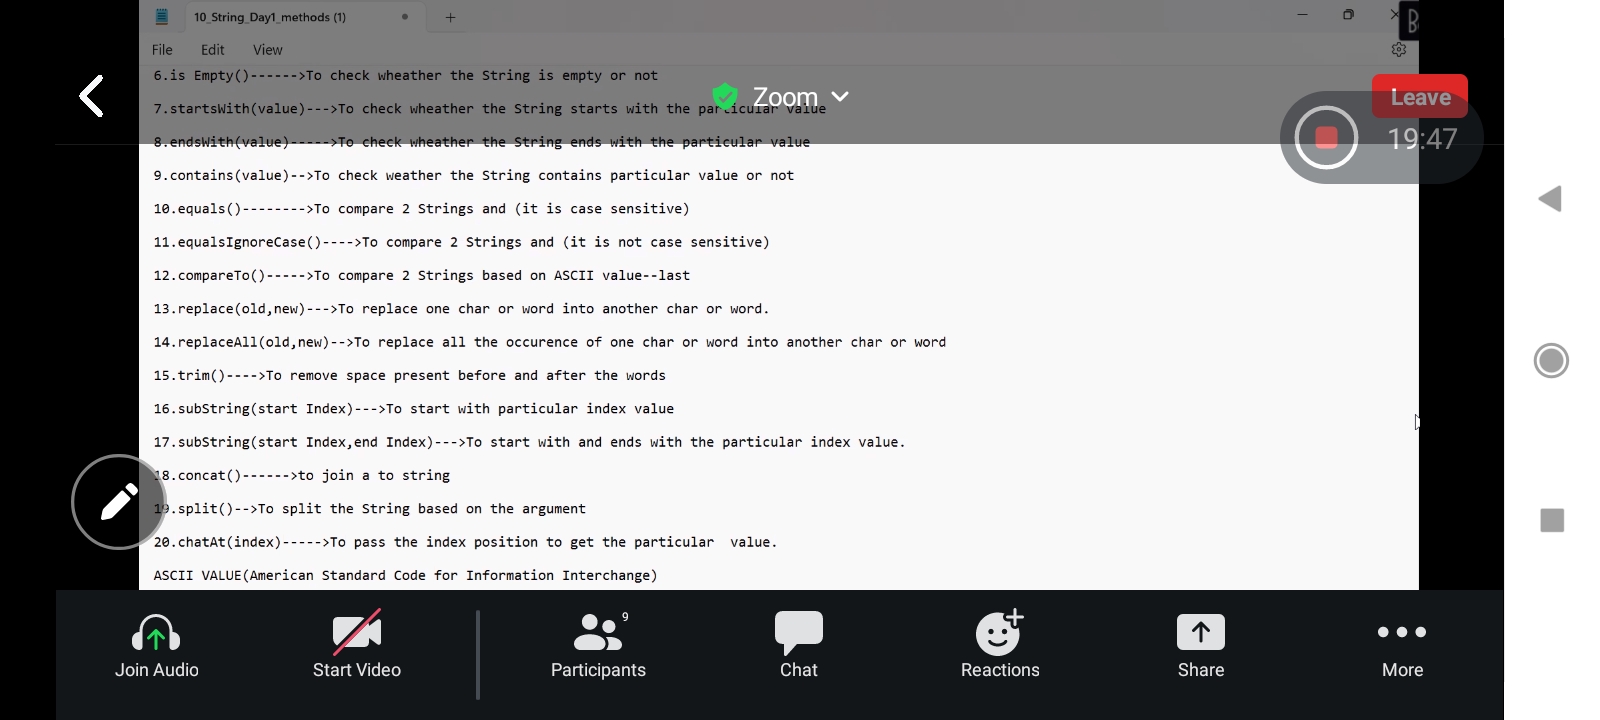 10_String_Day1_methods (1)
File Edit View
6.is Empty()------>To check wheather the String is empty or not
Zoom
Leave
7.startsWith(value)--->To check wheather the String starts with the particular value
19:47
8.endsWith(value)----->To check wheather the String ends with the particular value
9.contains(value)-->To check weather the String contains particular value or not
10.equals()-------->To compare 2 Strings and (it is case sensitive)
11.equalsIgnoreCase()---->To compare 2 Strings and (it is not case sensitive)
12.compareTo()----->To compare 2 Strings based on ASCII value--last
13.replace(old,new)--->To replace one char or word into another char or word.
14.replaceAll(old,new)-->To replace all the occurence of one char or word into another char or word
15.trim()---->To remove space present before and after the words
16.subString(start Index)--->To start with particular index value
17.subString(start Index,end Index)--->To start with and ends with the particular index value.
18.concat()------>to join a to string
19.split()-->To split the String based on the argument
20.chatAt(index)----->To pass the index position to get the particular  value.
ASCII VALUE(American Standard Code for Information Interchange)
9
Join Audio Start Video Participants Chat Reactions Share More